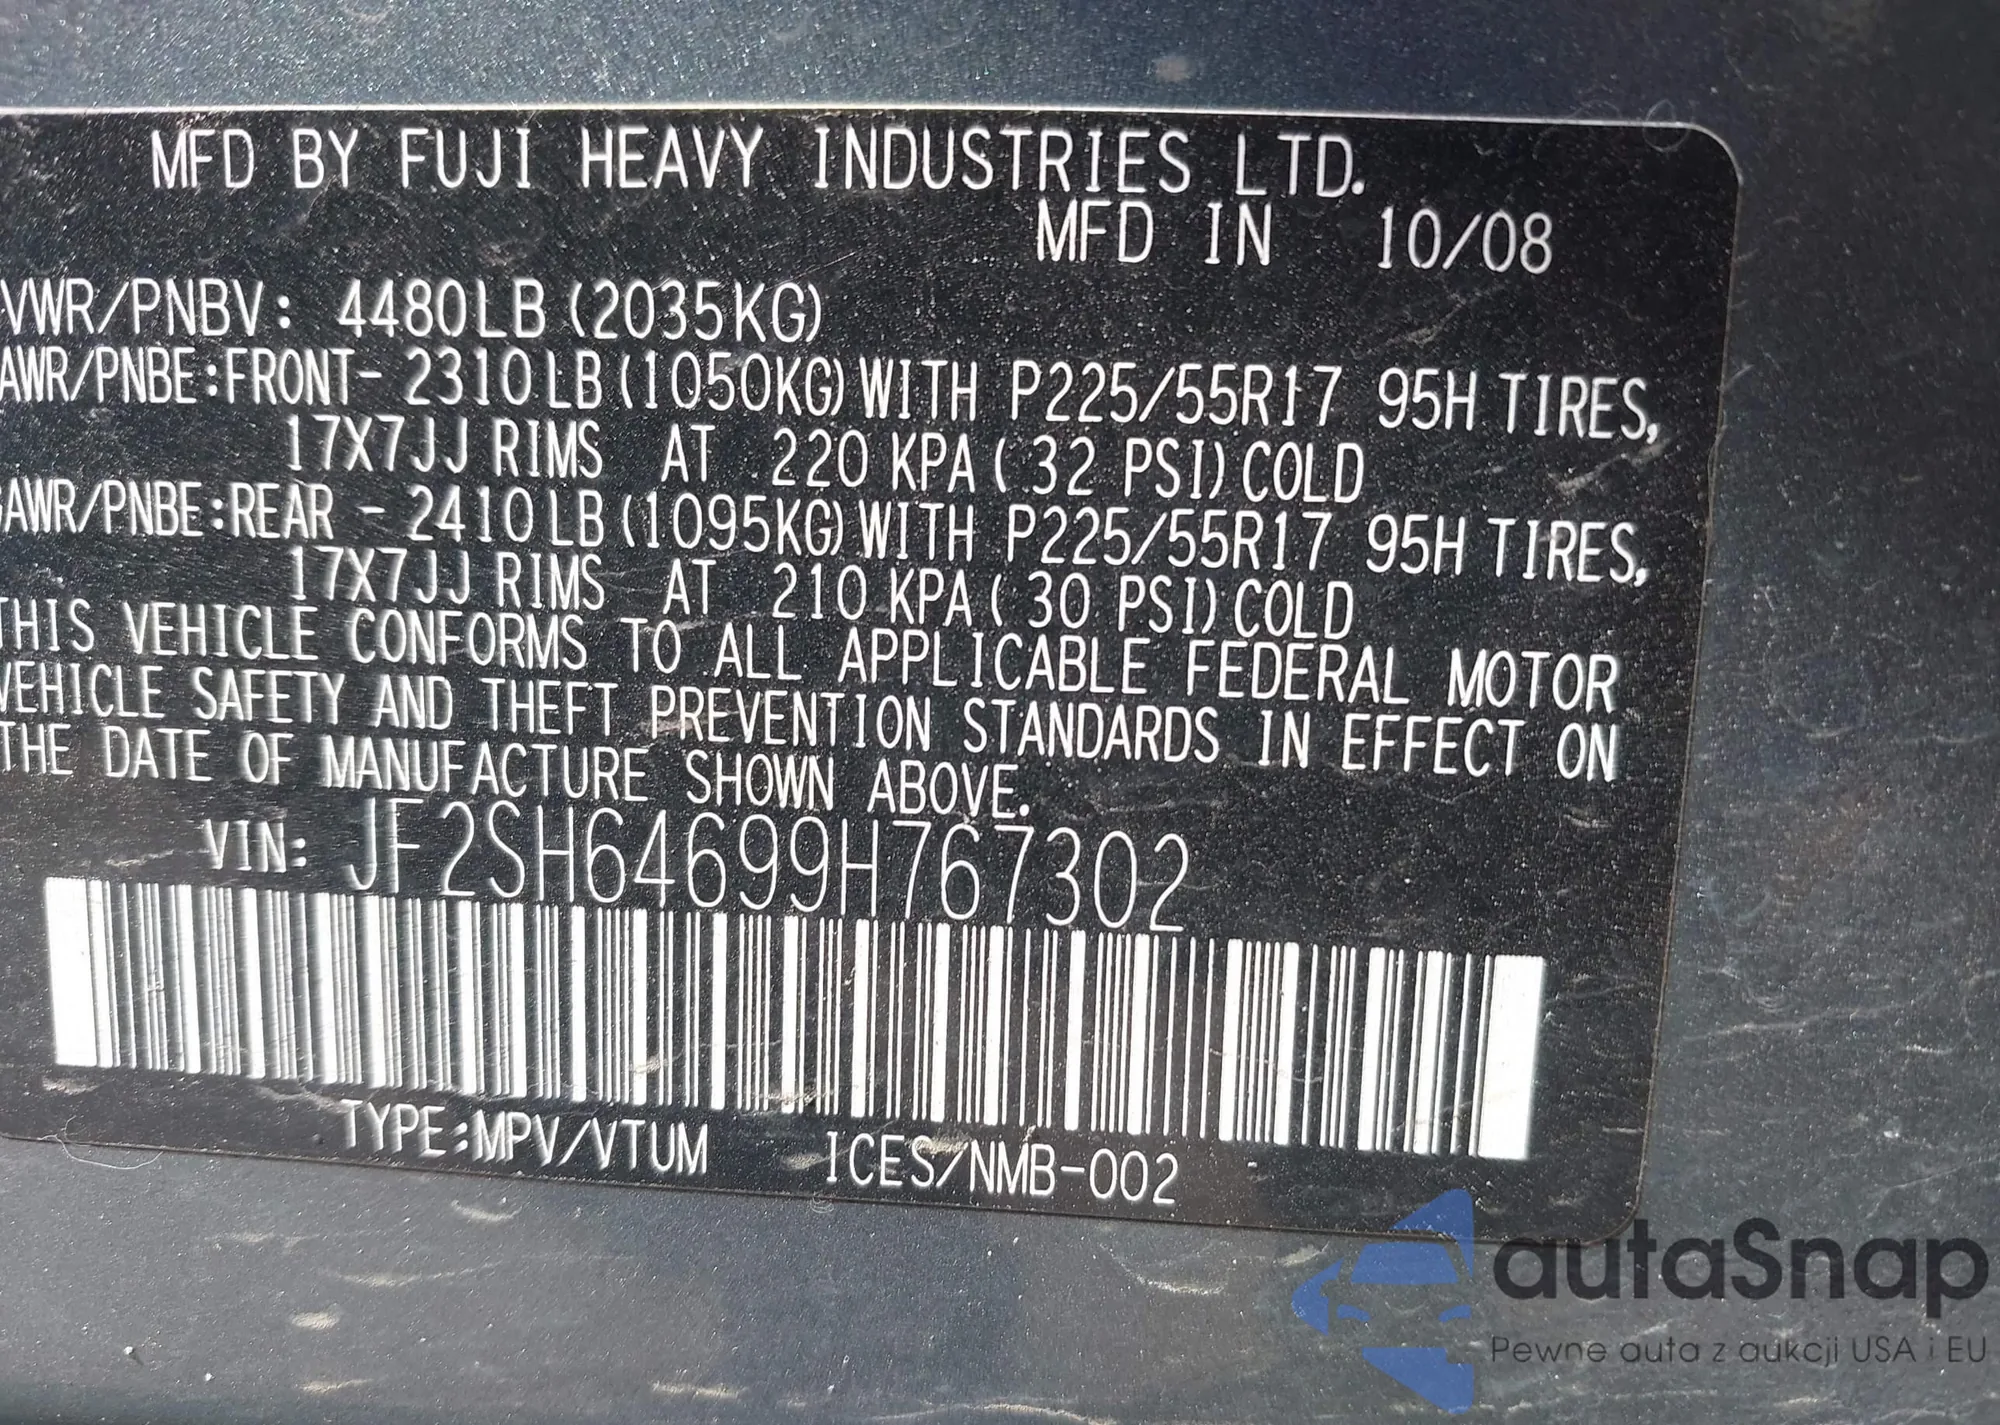 MFD BY FUJI HEAVY INDUSTRIES LTD.
MFD IN 10/08
VWR/PNBV: 4480LB (2035KG)
AWR/PNBE:FRONT- 2310LB(1050KG)WITH P225/55R17 95H TIRES,
17X7JJ RIMS AT 220 KPA( 32 PSI)COLD
AWR/PNBE:REAR - 2410LB(1095KG)WITH P225/55R17 95H TIRES,
17X7JJ RIMS AT 210 KPA( 30 PSI)COLD
THIS VEHICLE CONFORMS TO ALL APPLICABLE FEDERAL MOTOR
VEHICLE SAFETY AND THEFT PREVENTION STANDARDS IN EFFECT ON
THE DATE OF MANUFACTURE SHOWN ABOVE.
VIN: JF2SH64699H767302
TYPE:MPV/VTUM ICES/NMB-002
autaSnap
Pewne auta z aukcji USA i EU